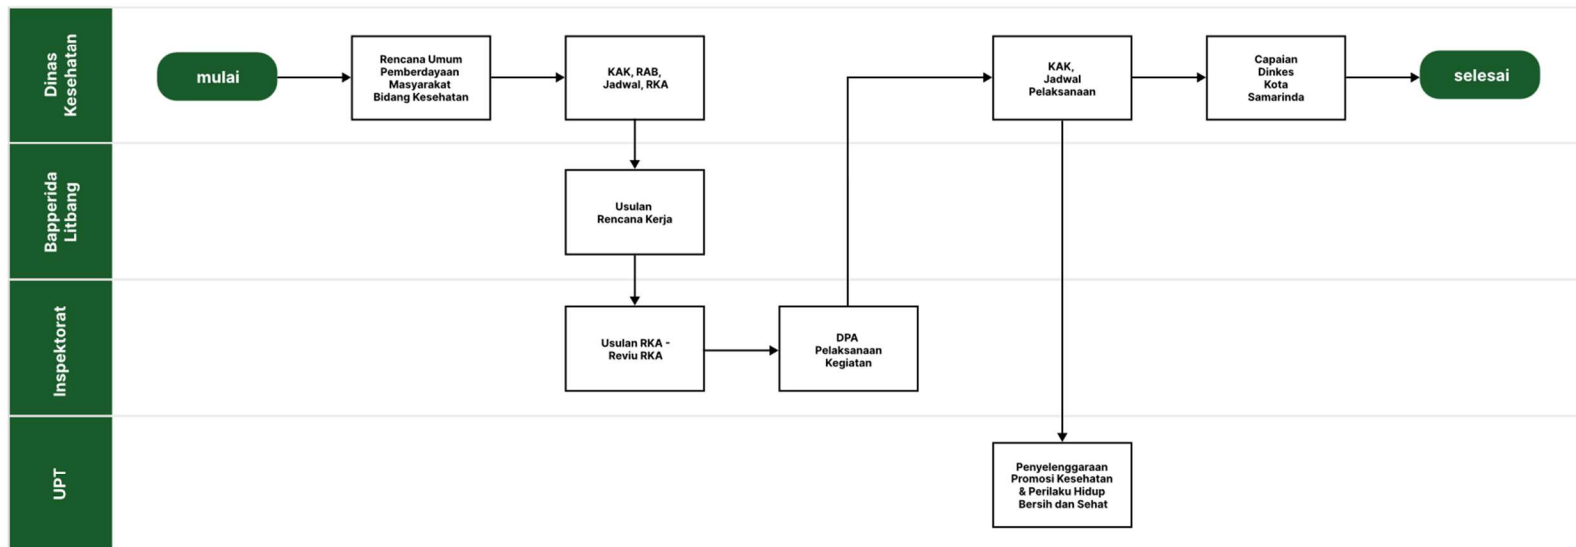 Dinas
Kesehatan
mulai
Rencana Umum
Pemberdayaan
Masyarakat
Bidang Kesehatan
KAK, RAB,
Jadwal, RKA
KAK,
Jadwal
Pelaksanaan
Capaian
Dinkes
Kota
Samarinda
selesai
Bapperida
Litbang
Usulan
Rencana Kerja
Inspektorat
Usulan RKA -
Reviu RKA
DPA
Pelaksanaan
Kegiatan
UPT
Penyelenggaraan
Promosi Kesehatan
& Perilaku Hidup
Bersih dan Sehat